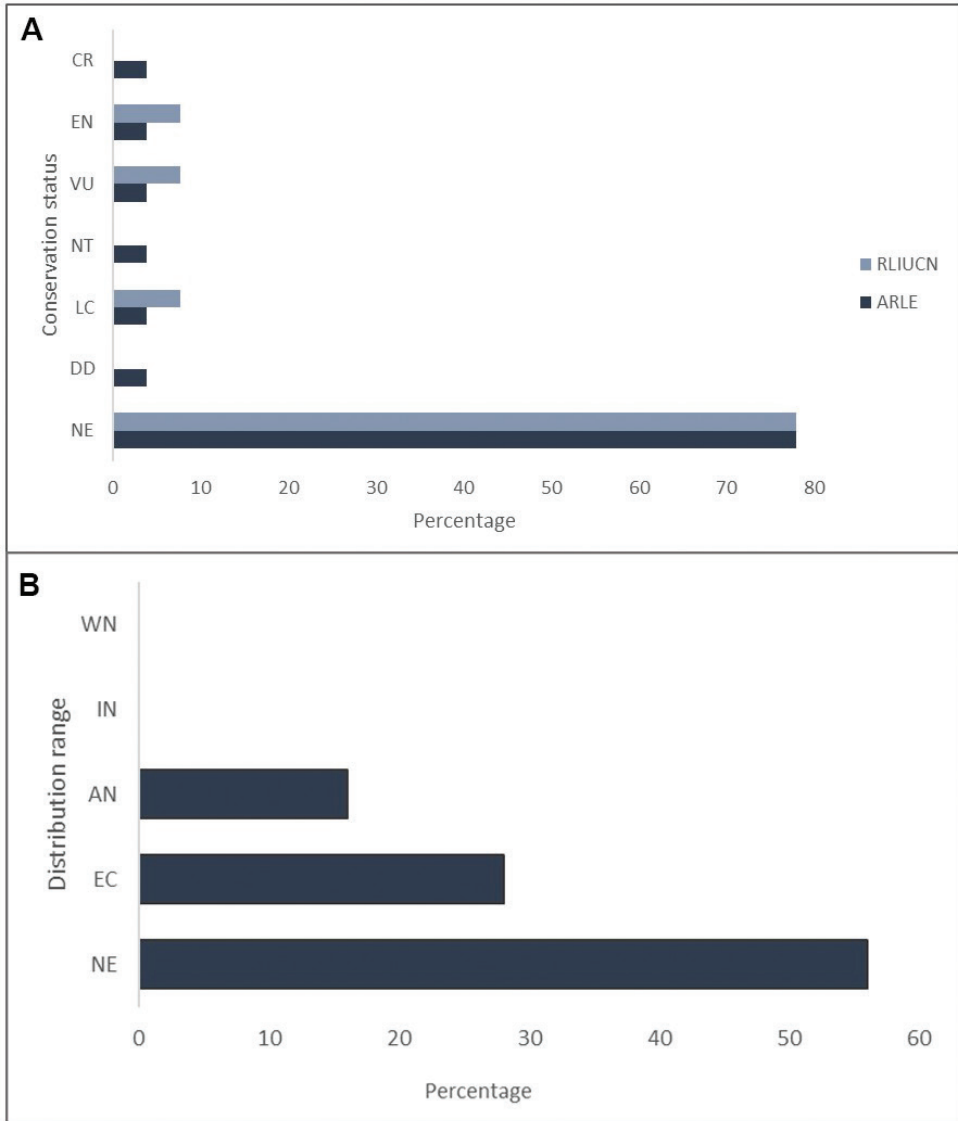 A
CR
EN
VU
NT
LC
DD
NE
Conservation status
0 10 20 30 40 50 60 70 80
Percentage
RLIUCN
ARLE
B
WN
IN
AN
EC
NE
Distribution range
0 10 20 30 40 50 60
Percentage